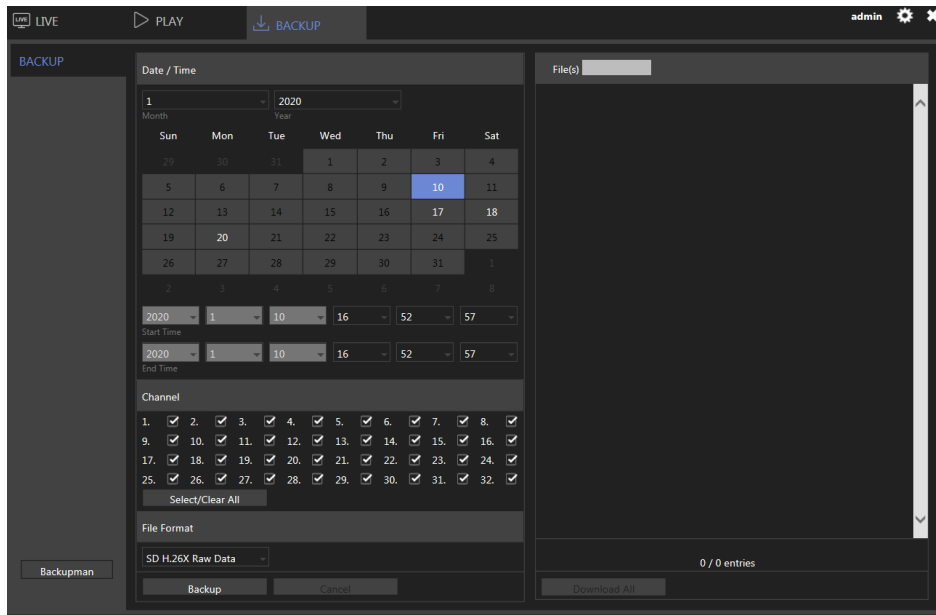 LIVE LIVE PLAY BACKUP admin
BACKUP
Date / Time
1 2020
Month Year
Sun Mon Tue Wed Thu Fri Sat
29 30 31 1 2 3 4
5 6 7 8 9 10 11
12 13 14 15 16 17 18
19 20 21 22 23 24 25
26 27 28 29 30 31 1
2 3 4 5 6 7 8
2020 1 10 16 52 57
Start Time
2020 1 10 16 52 57
End Time
Channel
1. 2. 3. 4. 5. 6. 7. 8.
9. 10. 11. 12. 13. 14. 15. 16.
17. 18. 19. 20. 21. 22. 23. 24.
25. 26. 27. 28. 29. 30. 31. 32.
Select/Clear All
File Format
SD H.26X Raw Data
Backup Cancel
Backupman
File(s)
0 / 0 entries
Download All